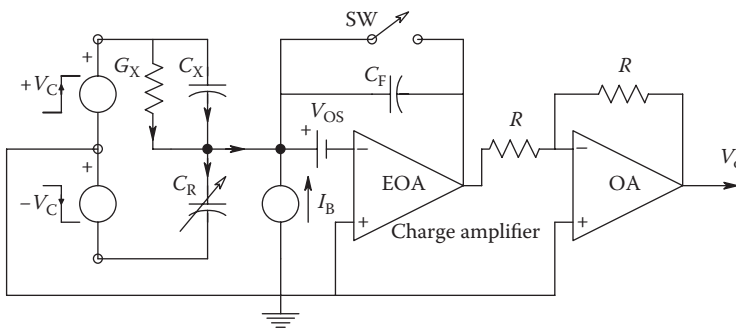 SW
+
G_X
C_X
C_F
R
+V_C
V_OS
R
+
−
−
V_o
+
EOA
OA
C_R
−V_C
I_B
+
+
Charge amplifier